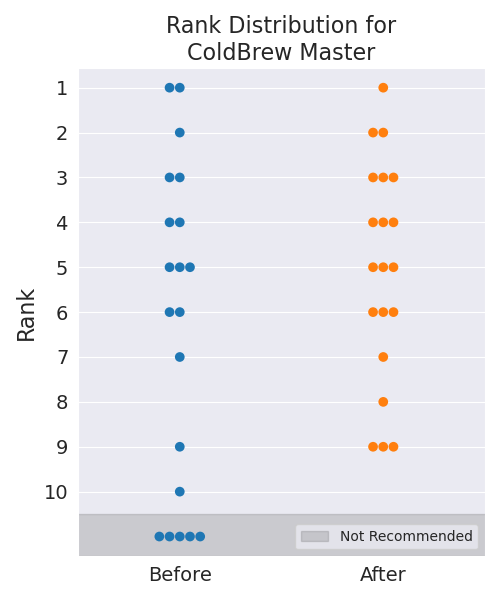 Rank Distribution for
ColdBrew Master
Rank
1
2
3
4
5
6
7
8
9
10
Not Recommended
Before
After